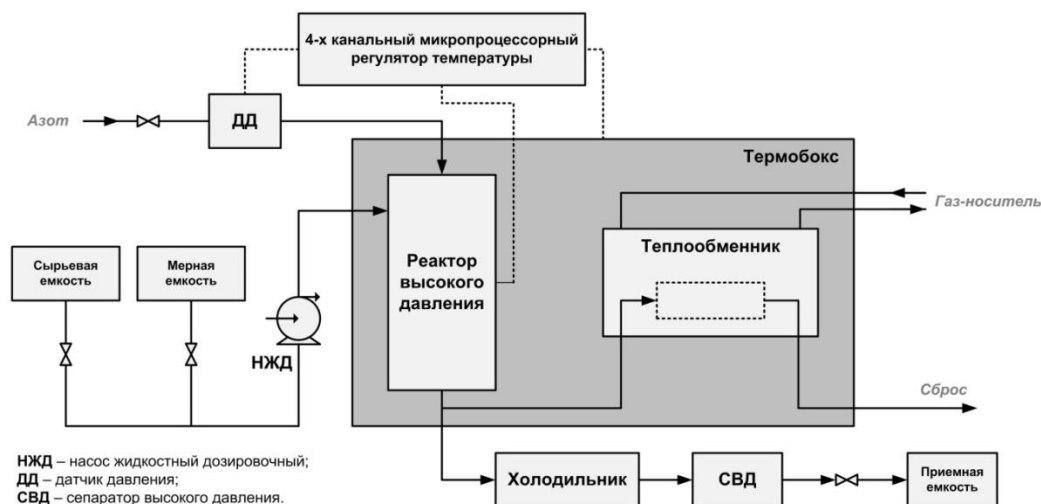 4-х канальный микропроцессорный
регулятор температуры
Азот
ДД
Термобокс
Газ-носитель
Реактор
высокого
давления
Теплообменник
Сырьевая
емкость
Мерная
емкость
НЖД
Сброс
НЖД – насос жидкостный дозировочный;
ДД – датчик давления;
СВД – сепаратор высокого давления.
Холодильник
СВД
Приемная
емкость